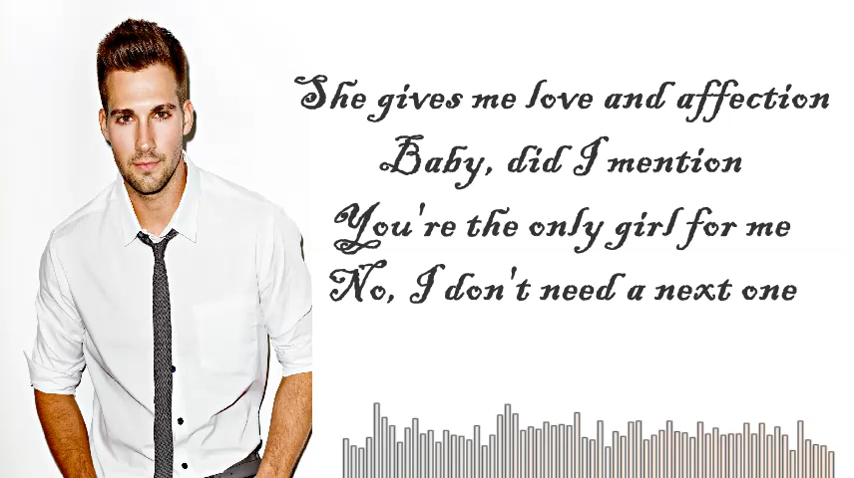 She gives me love and affection
Baby, did I mention
You're the only girl for me
No, I don't need a next one